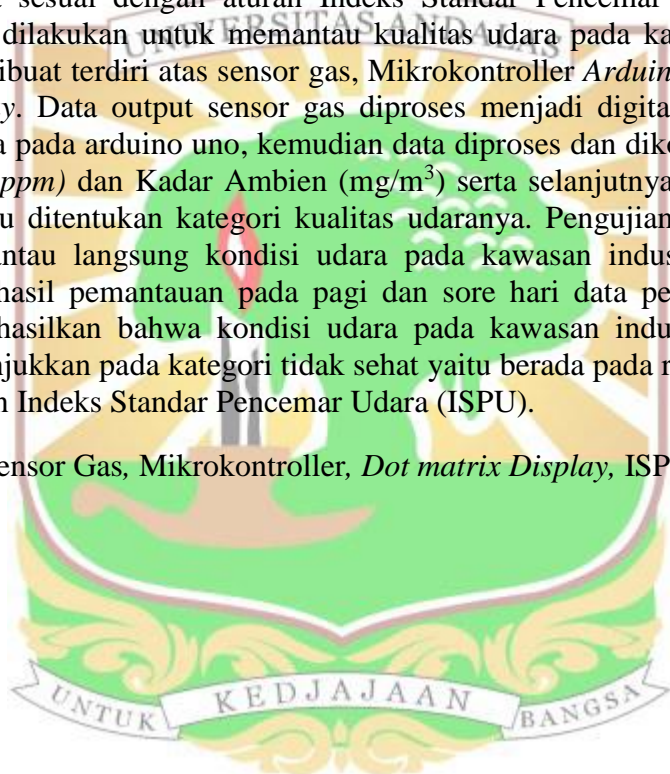 sesuai dengan aturan Indeks Standar Pencemar
UNIVERSITAS ANDALAS
dilakukan untuk memantau kualitas udara pada ka
ibuat terdiri atas sensor gas, Mikrokontroller Arduin
y. Data output sensor gas diproses menjadi digita
a pada arduino uno, kemudian data diproses dan diko
ppm) dan Kadar Ambien (mg/m³) serta selanjutnya
u ditentukan kategori kualitas udaranya. Pengujian
antau langsung kondisi udara pada kawasan indus
hasil pemantauan pada pagi dan sore hari data pe
hasilkan bahwa kondisi udara pada kawasan indu
njukkan pada kategori tidak sehat yaitu berada pada r
n Indeks Standar Pencemar Udara (ISPU).
ensor Gas, Mikrokontroller, Dot matrix Display, ISP
UNTUK KEDJAJAAN BANGSA